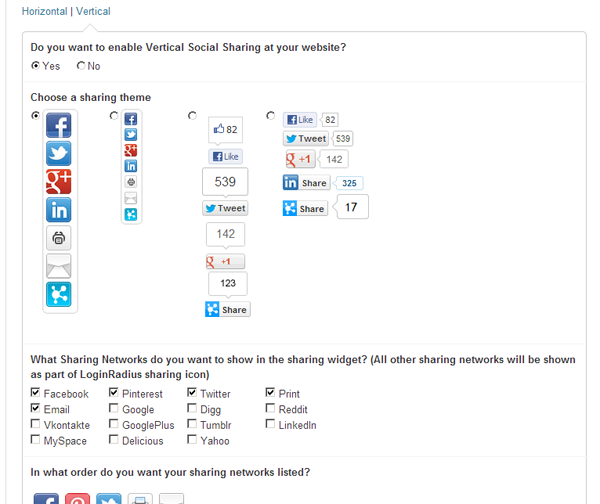 Horizontal | Vertical
Do you want to enable Vertical Social Sharing at your website?
Yes No
Choose a sharing theme
82
Like
539
Tweet
142
+1
123
Share
Like 82
Tweet 539
+1 142
Share 325
Share 17
What Sharing Networks do you want to show in the sharing widget? (All other sharing networks will be shown
as part of LoginRadius sharing icon)
Facebook Pinterest Twitter Print
Email Google Digg Reddit
Vkontakte GooglePlus Tumblr LinkedIn
MySpace Delicious Yahoo
In what order do you want your sharing networks listed?